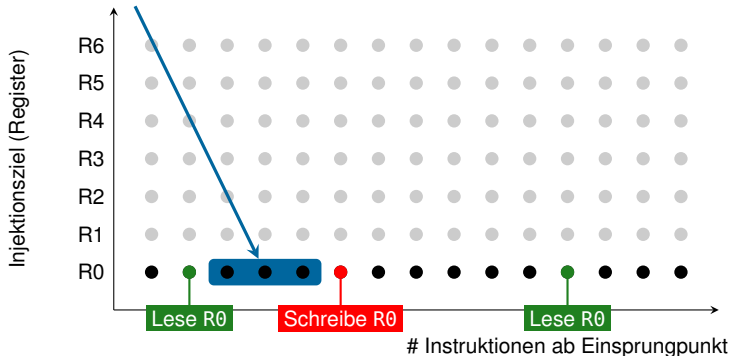 Injektionsziel (Register)
R6
R5
R4
R3
R2
R1
R0
Lese R0
Schreibe R0
Lese R0
# Instruktionen ab Einsprungpunkt